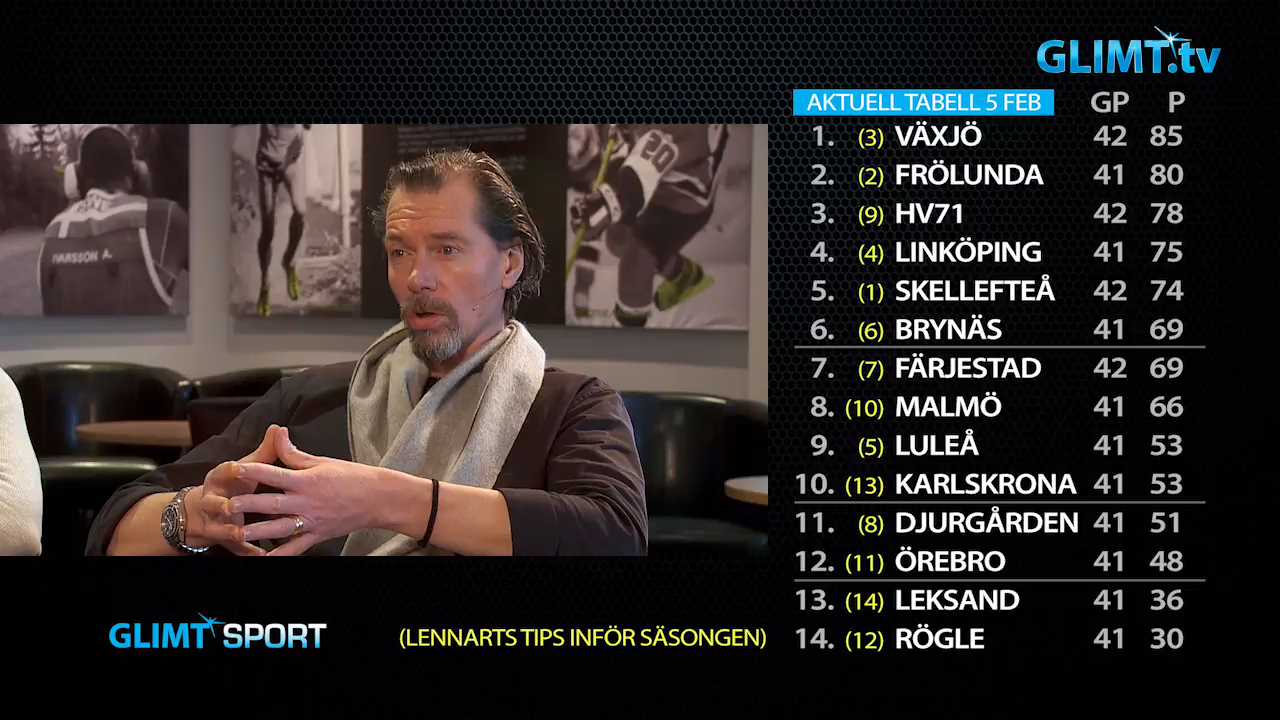 GLIMT.tv
AKTUELL TABELL 5 FEB GP P
1. (3) VÄXJÖ 42 85
2. (2) FRÖLUNDA 41 80
3. (9) HV71 42 78
4. (4) LINKÖPING 41 75
5. (1) SKELLEFTEÅ 42 74
6. (6) BRYNÄS 41 69
7. (7) FÄRJESTAD 42 69
8. (10) MALMÖ 41 66
9. (5) LULEÅ 41 53
10. (13) KARLSKRONA 41 53
11. (8) DJURGÅRDEN 41 51
12. (11) ÖREBRO 41 48
13. (14) LEKSAND 41 36
14. (12) RÖGLE 41 30
IVARSSON A.
20
GLIMT SPORT
(LENNARTS TIPS INFÖR SÄSONGEN)